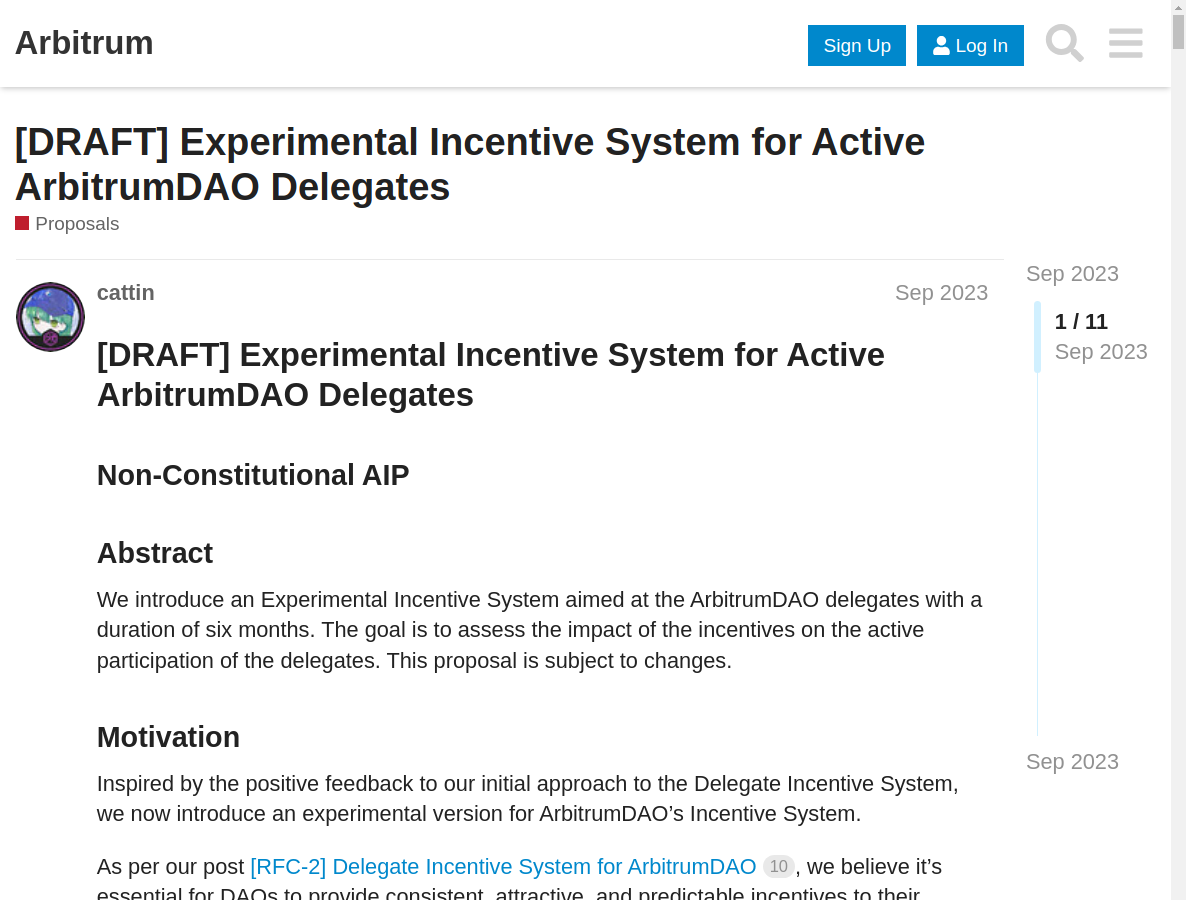 Arbitrum
Sign Up
Log In
[DRAFT] Experimental Incentive System for Active
ArbitrumDAO Delegates
Proposals
cattin
Sep 2023
[DRAFT] Experimental Incentive System for Active
ArbitrumDAO Delegates
Non-Constitutional AIP
Abstract
We introduce an Experimental Incentive System aimed at the ArbitrumDAO delegates with a
duration of six months. The goal is to assess the impact of the incentives on the active
participation of the delegates. This proposal is subject to changes.
Motivation
Inspired by the positive feedback to our initial approach to the Delegate Incentive System,
we now introduce an experimental version for ArbitrumDAO’s Incentive System.
As per our post [RFC-2] Delegate Incentive System for ArbitrumDAO 10, we believe it’s
essential for DAOs to provide consistent, attractive, and predictable incentives to their
Sep 2023
1 / 11
Sep 2023
Sep 2023